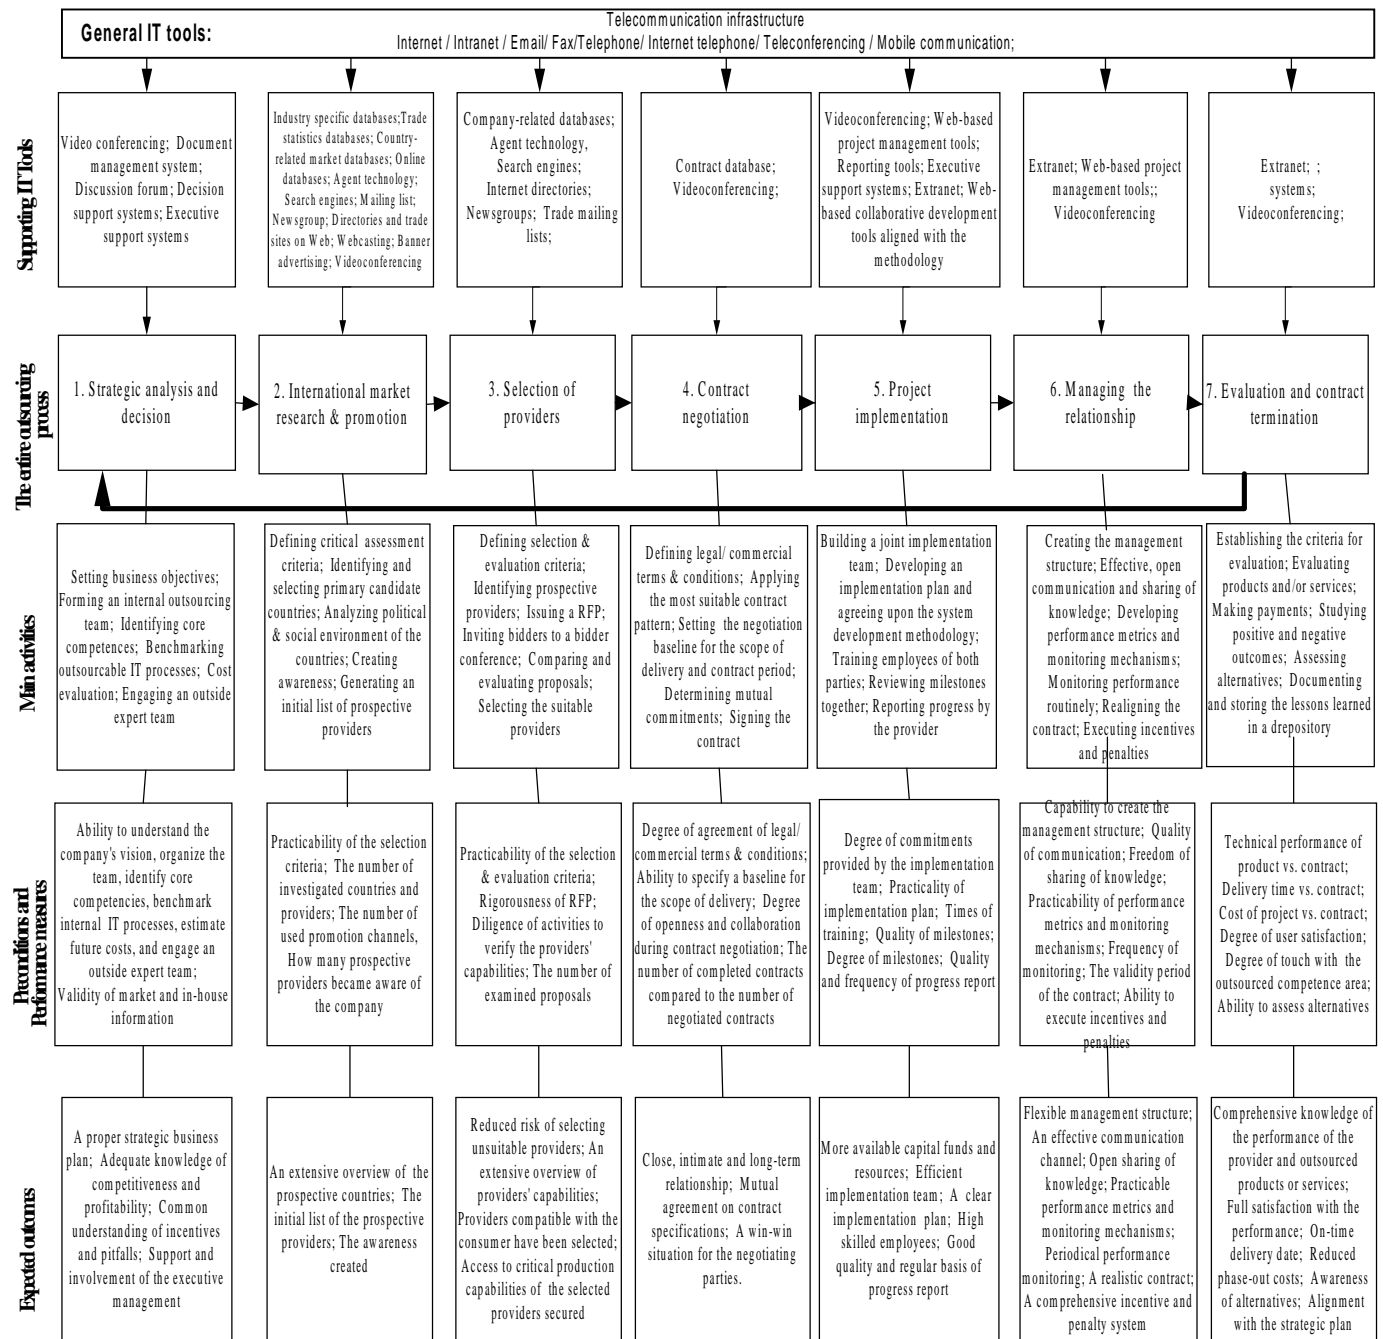 General IT tools:
Telecommunication infrastructure
Internet / Intranet / Email/ Fax/Telephone/ Internet telephone/ Teleconferencing / Mobile communication;
Supporting IT Tools
Video conferencing; Document
management system;
Discussion forum; Decision
support systems; Executive
support systems
Industry specific databases;Trade
statistics databases; Country-
related market databases; Online
databases; Agent technology;
Search engines; Mailing list;
Newsgroup; Directories and trade
sites on Web; Webcasting; Banner
advertising; Videoconferencing
Company-related databases;
Agent technology,
Search engines;
Internet directories;
Newsgroups; Trade mailing
lists;
Contract database;
Videoconferencing;
Videoconferencing; Web-based
project management tools;
Reporting tools; Executive
support systems; Extranet; Web-
based collaborative development
tools aligned with the
methodology
Extranet; Web-based project
management tools;;
Videoconferencing
Extranet; ;
systems;
Videoconferencing;
The entire outsourcing
process
1. Strategic analysis and
decision
2. International market
research & promotion
3. Selection of
providers
4. Contract
negotiation
5. Project
implementation
6. Managing the
relationship
7. Evaluation and contract
termination
Main activities
Setting business objectives;
Forming an internal outsourcing
team; Identifying core
competences; Benchmarking
outsourcable IT processes; Cost
evaluation; Engaging an outside
expert team
Defining critical assessment
criteria; Identifying and
selecting primary candidate
countries; Analyzing political
& social environment of the
countries; Creating
awareness; Generating an
initial list of prospective
providers
Defining selection &
evaluation criteria;
Identifying prospective
providers; Issuing a RFP;
Inviting bidders to a bidder
conference; Comparing and
evaluating proposals;
Selecting the suitable
providers
Defining legal/ commercial
terms & conditions; Applying
the most suitable contract
pattern; Setting the negotiation
baseline for the scope of
delivery and contract period;
Determining mutual
commitments; Signing the
contract
Building a joint implementation
team; Developing an
implementation plan and
agreeing upon the system
development methodology;
Training employees of both
parties; Reviewing milestones
together; Reporting progress by
the provider
Creating the management
structure; Effective, open
communication and sharing of
knowledge; Developing
performance metrics and
monitoring mechanisms;
Monitoring performance
routinely; Realigning the
contract; Executing incentives
and penalties
Establishing the criteria for
evaluation; Evaluating
products and/or services;
Making payments; Studying
positive and negative
outcomes; Assessing
alternatives; Documenting
and storing the lessons learned
in a drepository
Preconditions and
Performance measures
Ability to understand the
company's vision, organize the
team, identify core
competencies, benchmark
internal IT processes, estimate
future costs, and engage an
outside expert team;
Validity of market and in-house
information
Practicability of the selection
criteria; The number of
investigated countries and
providers; The number of
used promotion channels,
How many prospective
providers became aware of
the company
Practicability of the selection
& evaluation criteria;
Rigorousness of RFP;
Diligence of activities to
verify the providers'
capabilities; The number of
examined proposals
Degree of agreement of legal/
commercial terms & conditions;
Ability to specify a baseline for
the scope of delivery; Degree
of openness and collaboration
during contract negotiation; The
number of completed contracts
compared to the number of
negotiated contracts
Degree of commitments
provided by the implementation
team; Practicality of
implementation plan; Times of
training; Quality of milestones;
Degree of milestones; Quality
and frequency of progress report
Capability to create the
management structure; Quality
of communication; Freedom of
sharing of knowledge;
Practicability of performance
metrics and monitoring
mechanisms; Frequency of
monitoring; The validity period
of the contract; Ability to
execute incentives and
penalties
Technical performance of
product vs. contract;
Delivery time vs. contract;
Cost of project vs. contract;
Degree of user satisfaction;
Degree of touch with the
outsourced competence area;
Ability to assess alternatives
Expected outcomes
A proper strategic business
plan; Adequate knowledge of
competitiveness and
profitability; Common
understanding of incentives
and pitfalls; Support and
involvement of the executive
management
An extensive overview of the
prospective countries; The
initial list of the prospective
providers; The awareness
created
Reduced risk of selecting
unsuitable providers; An
extensive overview of
providers' capabilities;
Providers compatible with the
consumer have been selected;
Access to critical production
capabilities of the selected
providers secured
Close, intimate and long-term
relationship; Mutual
agreement on contract
specifications; A win-win
situation for the negotiating
parties.
More available capital funds and
resources; Efficient
implementation team; A clear
implementation plan; High
skilled employees; Good
quality and regular basis of
progress report
Flexible management structure;
An effective communication
channel; Open sharing of
knowledge; Practicable
performance metrics and
monitoring mechanisms;
Periodical performance
monitoring; A realistic contract;
A comprehensive incentive and
penalty system
Comprehensive knowledge of
the performance of the
provider and outsourced
products or services;
Full satisfaction with the
performance; On-time
delivery date; Reduced
phase-out costs; Awareness
of alternatives; Alignment
with the strategic plan